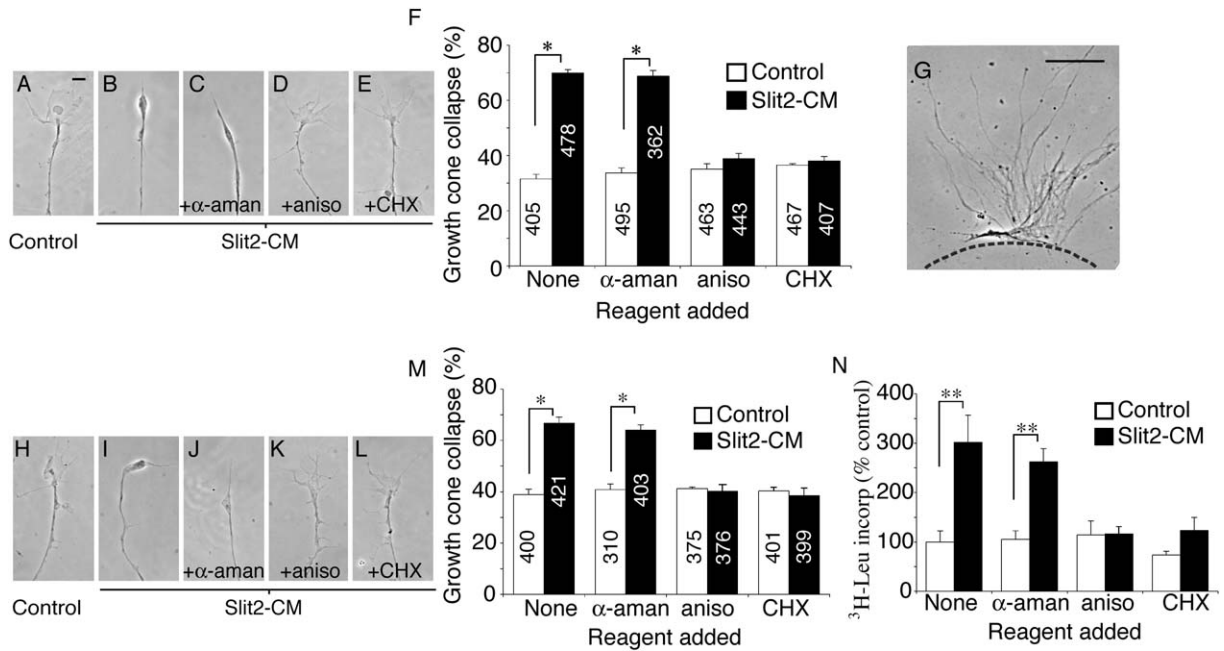 F
A
B
C
D
E
+α-aman
+aniso
+CHX
Control
Slit2-CM
Growth cone collapse (%)
80
60
40
20
0
*
*
Control
Slit2-CM
405
478
495
362
463
443
467
407
None
α-aman
aniso
CHX
Reagent added
G
H
I
J
K
L
+α-aman
+aniso
+CHX
Control
Slit2-CM
M
Growth cone collapse (%)
80
60
40
20
0
*
*
Control
Slit2-CM
400
421
310
403
375
376
401
399
None
α-aman
aniso
CHX
Reagent added
N
³H-Leu incorp (% control)
400
300
200
100
0
**
**
Control
Slit2-CM
None
α-aman
aniso
CHX
Reagent added